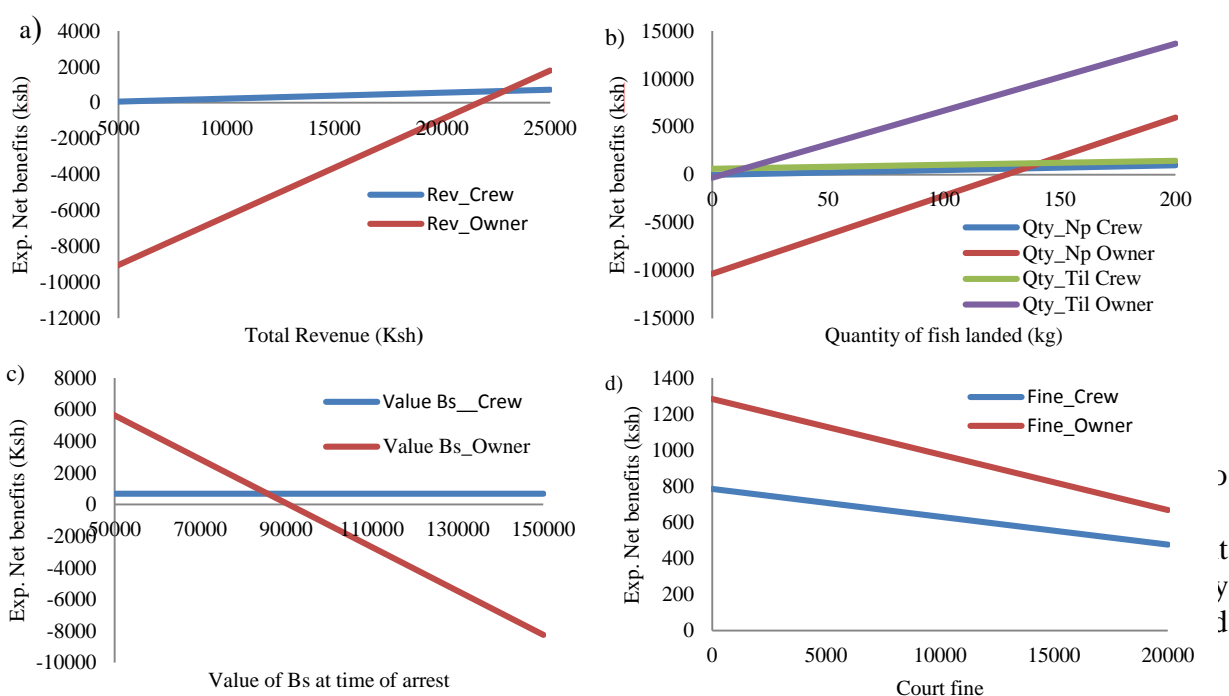 a)
4000
2000
0
-2000
-4000
-6000
-8000
-10000
-12000
5000 10000 15000 20000 25000
Exp. Net benefits (ksh)
Rev_Crew
Rev_Owner
Total Revenue (Ksh)
b)
15000
10000
5000
0
-5000
-10000
-15000
0 50 100 150 200
Exp. Net benefits (ksh)
Qty_Np Crew
Qty_Np Owner
Qty_Til Crew
Qty_Til Owner
Quantity of fish landed (kg)
c)
8000
6000
4000
2000
0
-2000
-4000
-6000
-8000
-10000
50000 70000 90000 110000 130000 150000
Exp. Net benefits (Ksh)
Value Bs__Crew
Value Bs_Owner
Value of Bs at time of arrest
d)
1400
1200
1000
800
600
400
200
0
0 5000 10000 15000 20000
Exp. Net benefits (ksh)
Fine_Crew
Fine_Owner
Court fine
o
t
y
d